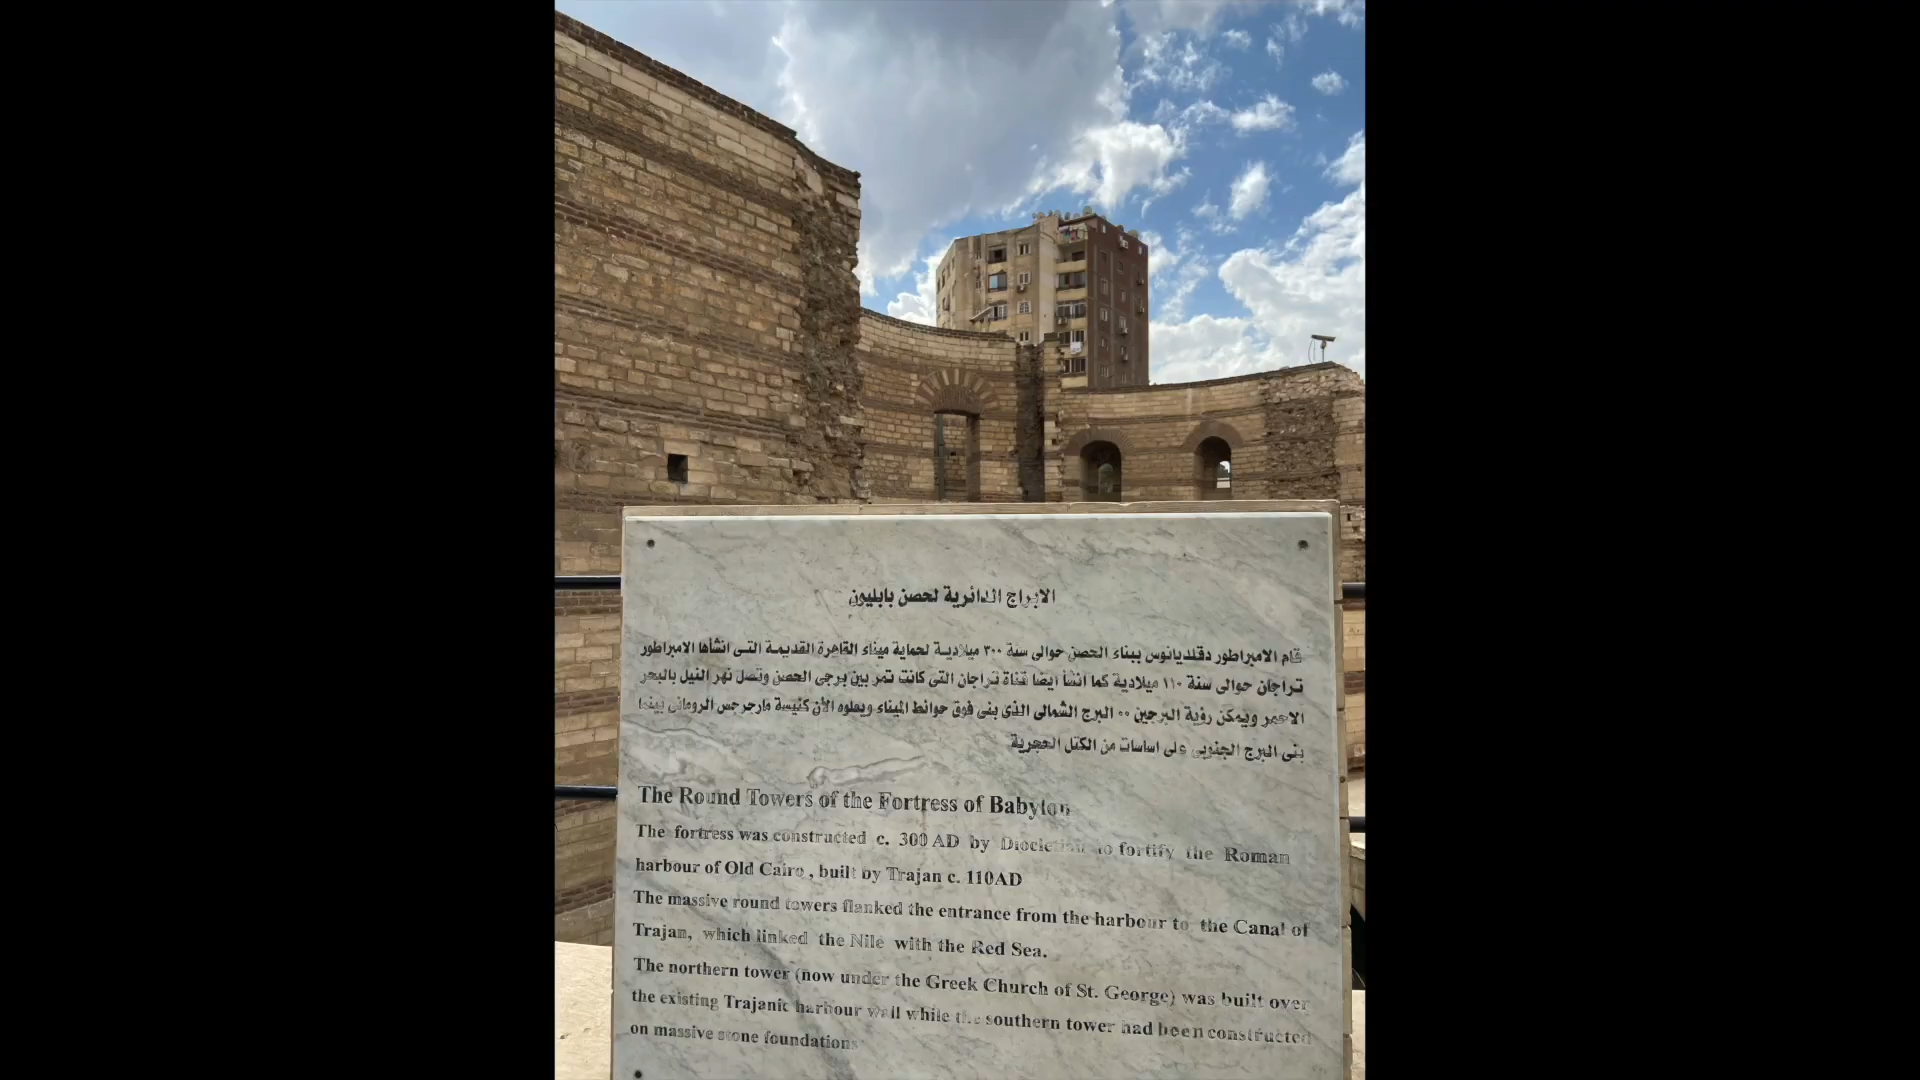 الابراج الدائرية لحصن بابليون
قام الامبراطور دقلديانوس ببناء الحصن حوالى سنة ٣٠٠ ميلادية لحماية ميناء القاهرة القديمة التى انشأها الامبراطور
تراجان حوالى سنة ١١٠ ميلادية كما انشأ ايضا قناة تراجان التى كانت تمر بين برجى الحصن وتصل نهر النيل بالبحر
الاحمر ويمكن رؤية البرجين ٠٠ البرج الشمالى الذى بنى فوق حوائط الميناء ويعلوه الأن كنيسة مارجرجس الرومانى بينما
بنى البرج الجنوبى على اساسات من الكتل الحجرية
The Round Towers of the Fortress of Babylon
The fortress was constructed c. 300 AD by Diocletian to fortify the Roman
harbour of Old Cairo , built by Trajan c. 110AD
The massive round towers flanked the entrance from the harbour to the Canal of
Trajan, which linked the Nile with the Red Sea.
The northern tower (now under the Greek Church of St. George) was built over
the existing Trajanic harbour wall while the southern tower had been constructed
on massive stone foundations